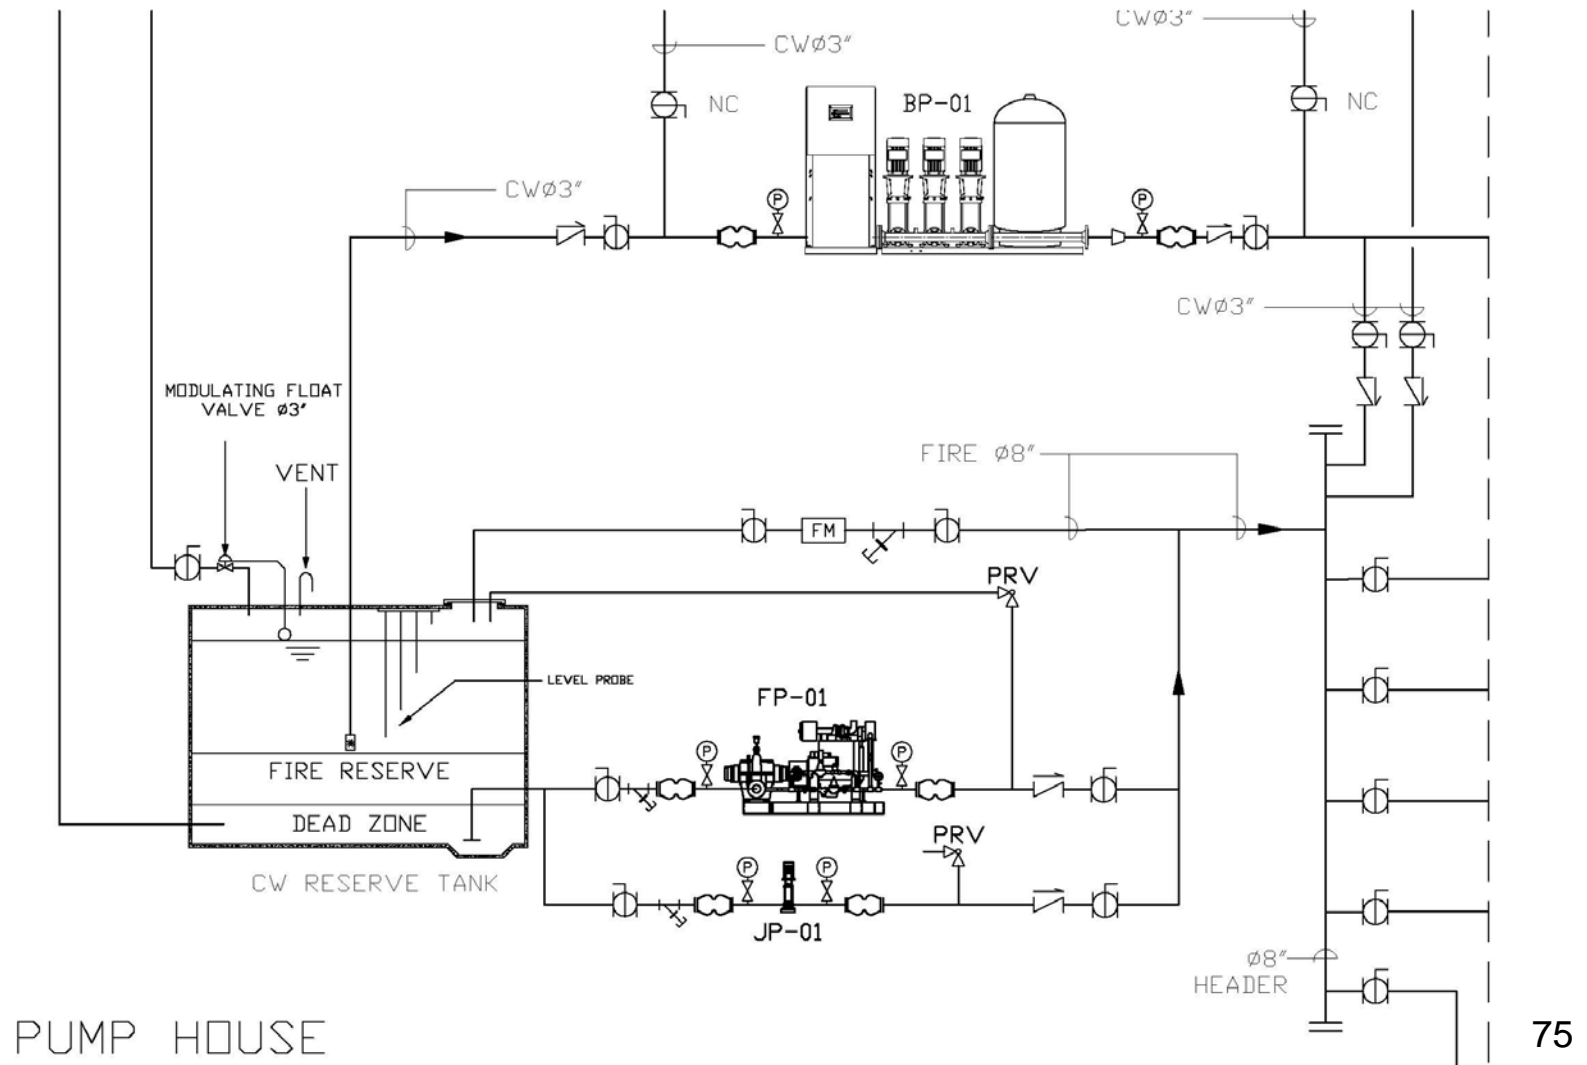 CWø3"
CWø3"
NC
BP-01
NC
CWø3"
P
P
CWø3"
MODULATING FLOAT
VALVE ø3"
FIRE ø8"
VENT
FM
PRV
LEVEL PROBE
FP-01
P
P
FIRE RESERVE
DEAD ZONE
PRV
P
P
CW RESERVE TANK
JP-01
ø8"
HEADER
PUMP HOUSE
75